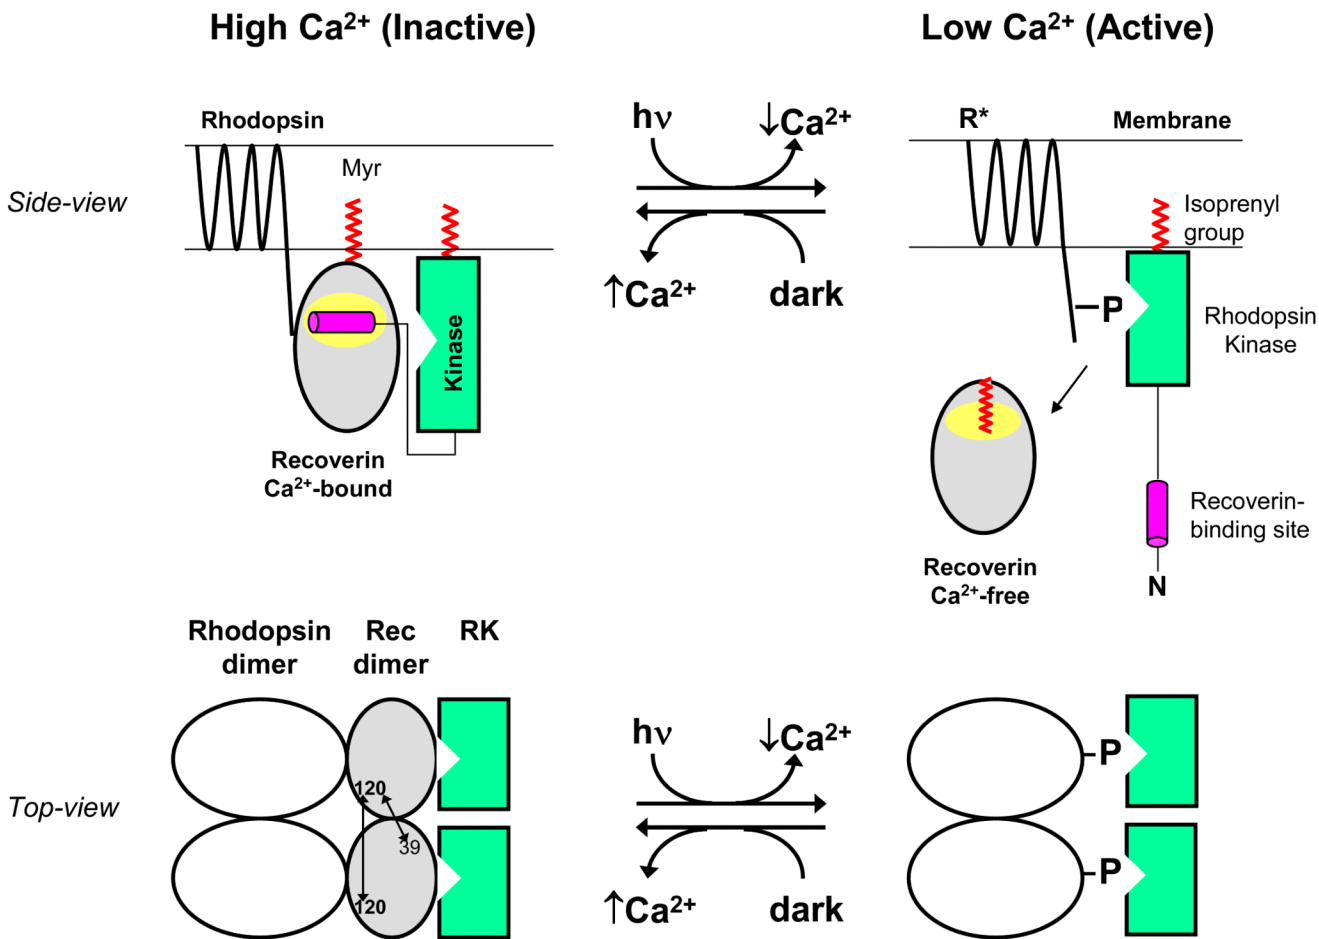 High Ca²⁺ (Inactive)
Low Ca²⁺ (Active)
Side-view
Rhodopsin
Myr
Kinase
Recoverin
Ca²⁺-bound
hν
↓Ca²⁺
↑Ca²⁺
dark
R*
Membrane
Isoprenyl
group
P
Rhodopsin
Kinase
Recoverin
Ca²⁺-free
Recoverin-
binding site
N
Top-view
Rhodopsin
dimer
Rec
dimer
RK
120
39
120
hν
↓Ca²⁺
↑Ca²⁺
dark
P
P